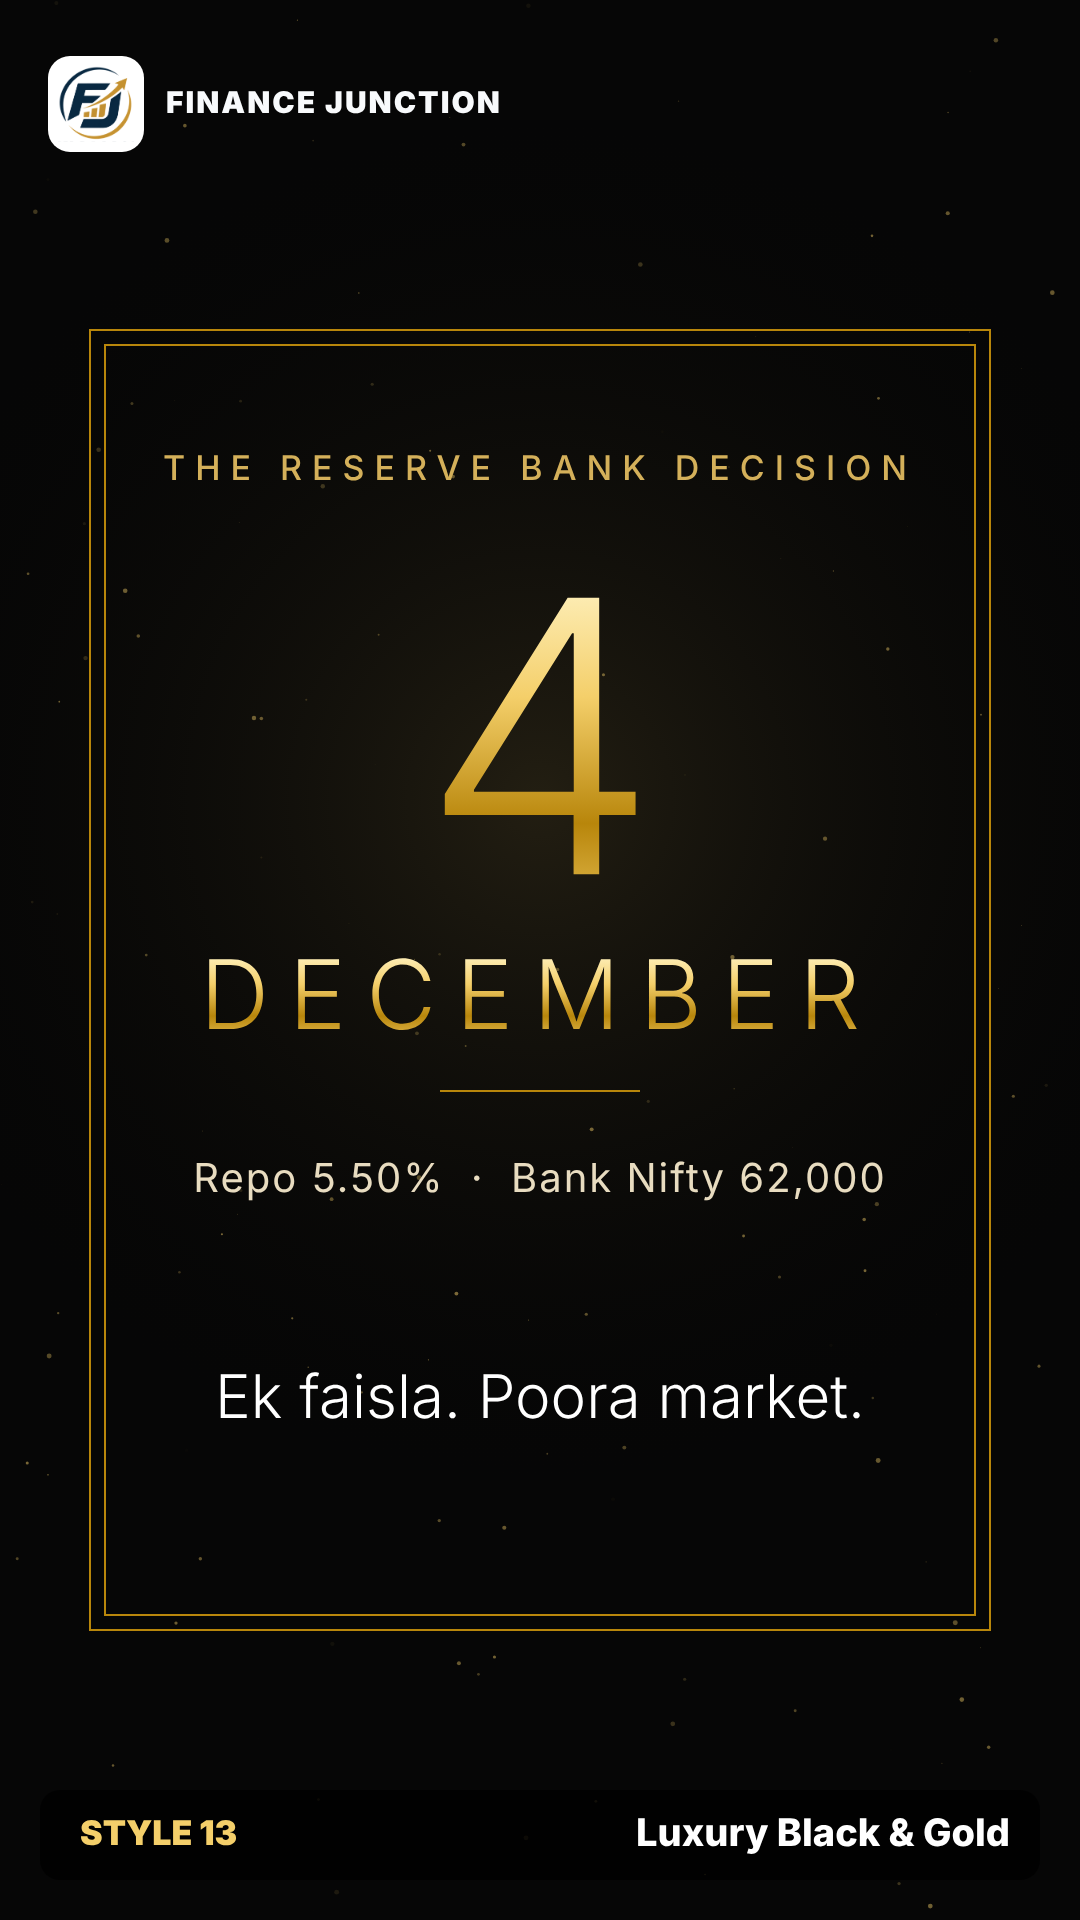 FJ
FINANCE JUNCTION
THE RESERVE BANK DECISION
4
DECEMBER
Repo 5.50% · Bank Nifty 62,000
Ek faisla. Poora market.
STYLE 13
Luxury Black & Gold